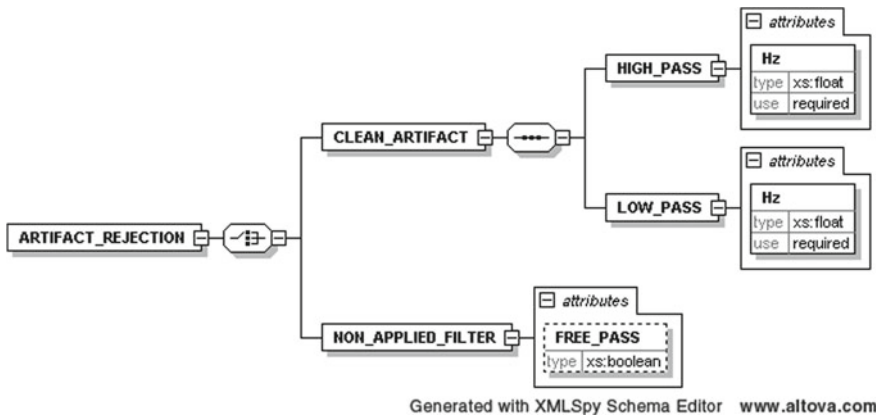 attributes
Hz
type xs:float
use required
HIGH_PASS
CLEAN_ARTIFACT
attributes
Hz
type xs:float
use required
LOW_PASS
ARTIFACT_REJECTION
attributes
FREE_PASS
type xs:boolean
NON_APPLIED_FILTER
Generated with XMLSpy Schema Editor www.altova.com